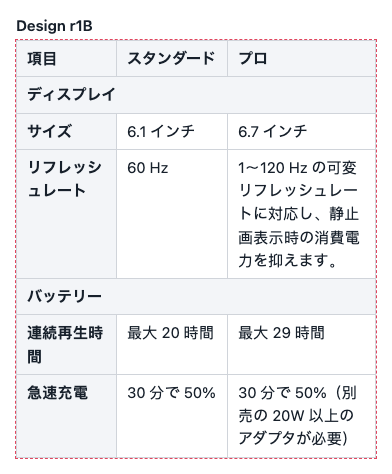 Design r1B
項目 スタンダード プロ
ディスプレイ
サイズ 6.1 インチ 6.7 インチ
リフレッシュレート 60 Hz 1〜120 Hz の可変リフレッシュレートに対応し、静止画表示時の消費電力を抑えます。
バッテリー
連続再生時間 最大 20 時間 最大 29 時間
急速充電 30 分で 50% 30 分で 50%（別売の 20W 以上のアダプタが必要）